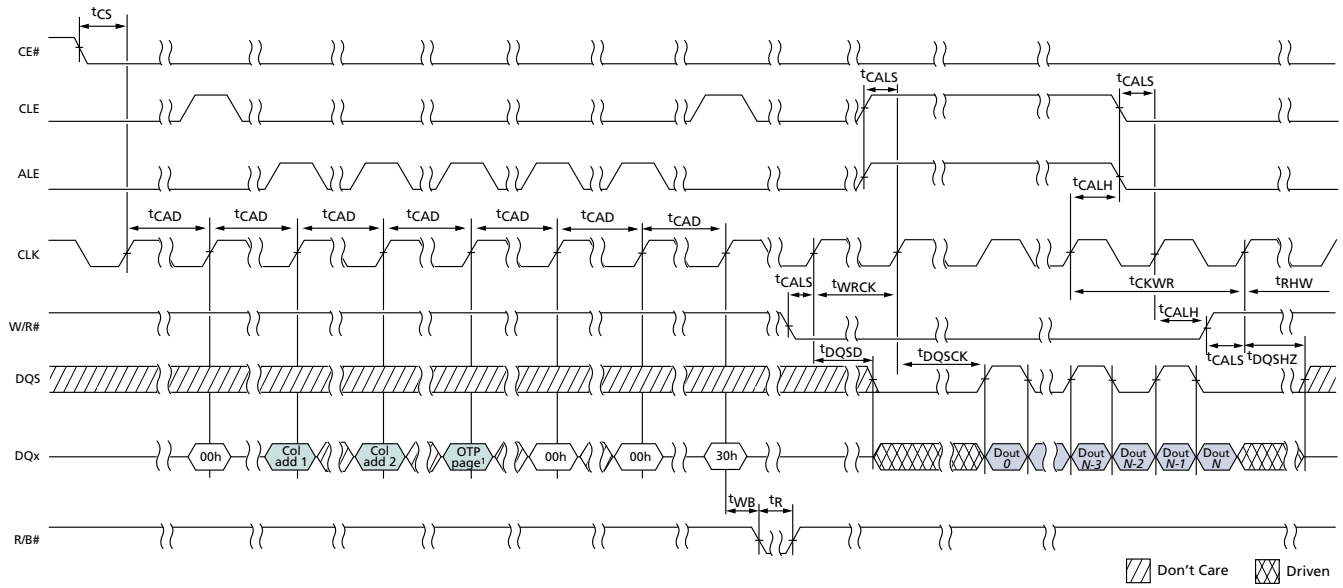 tCS
CE#
tCALS
tCALS
CLE
ALE
tCALH
tCAD tCAD tCAD tCAD tCAD tCAD tCAD
CLK
tCALS tWRCK tCKWR tRHW
tCALH
W/R#
tDQSD tDQSCK tCALS tDQSHZ
DQS
DQx
00h Col add 1 Col add 2 OTP page1 00h 00h 30h Dout 0 Dout N-3 Dout N-2 Dout N-1 Dout N
tWB tR
R/B#
Don't Care Driven